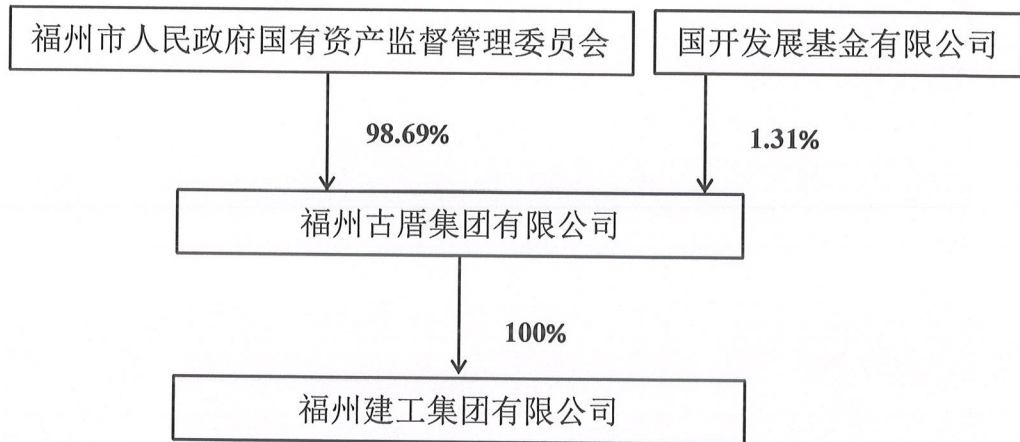 福州市人民政府国有资产监督管理委员会
国开发展基金有限公司
98.69%
1.31%
福州古厝集团有限公司
100%
福州建工集团有限公司